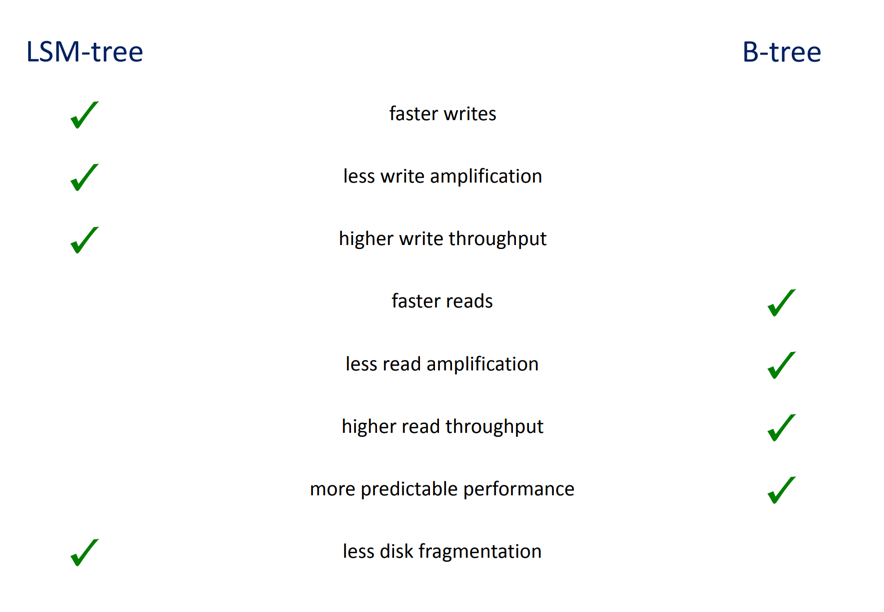 LSM-tree B-tree
✓ faster writes
✓ less write amplification
✓ higher write throughput
faster reads ✓
less read amplification ✓
higher read throughput ✓
more predictable performance ✓
✓ less disk fragmentation